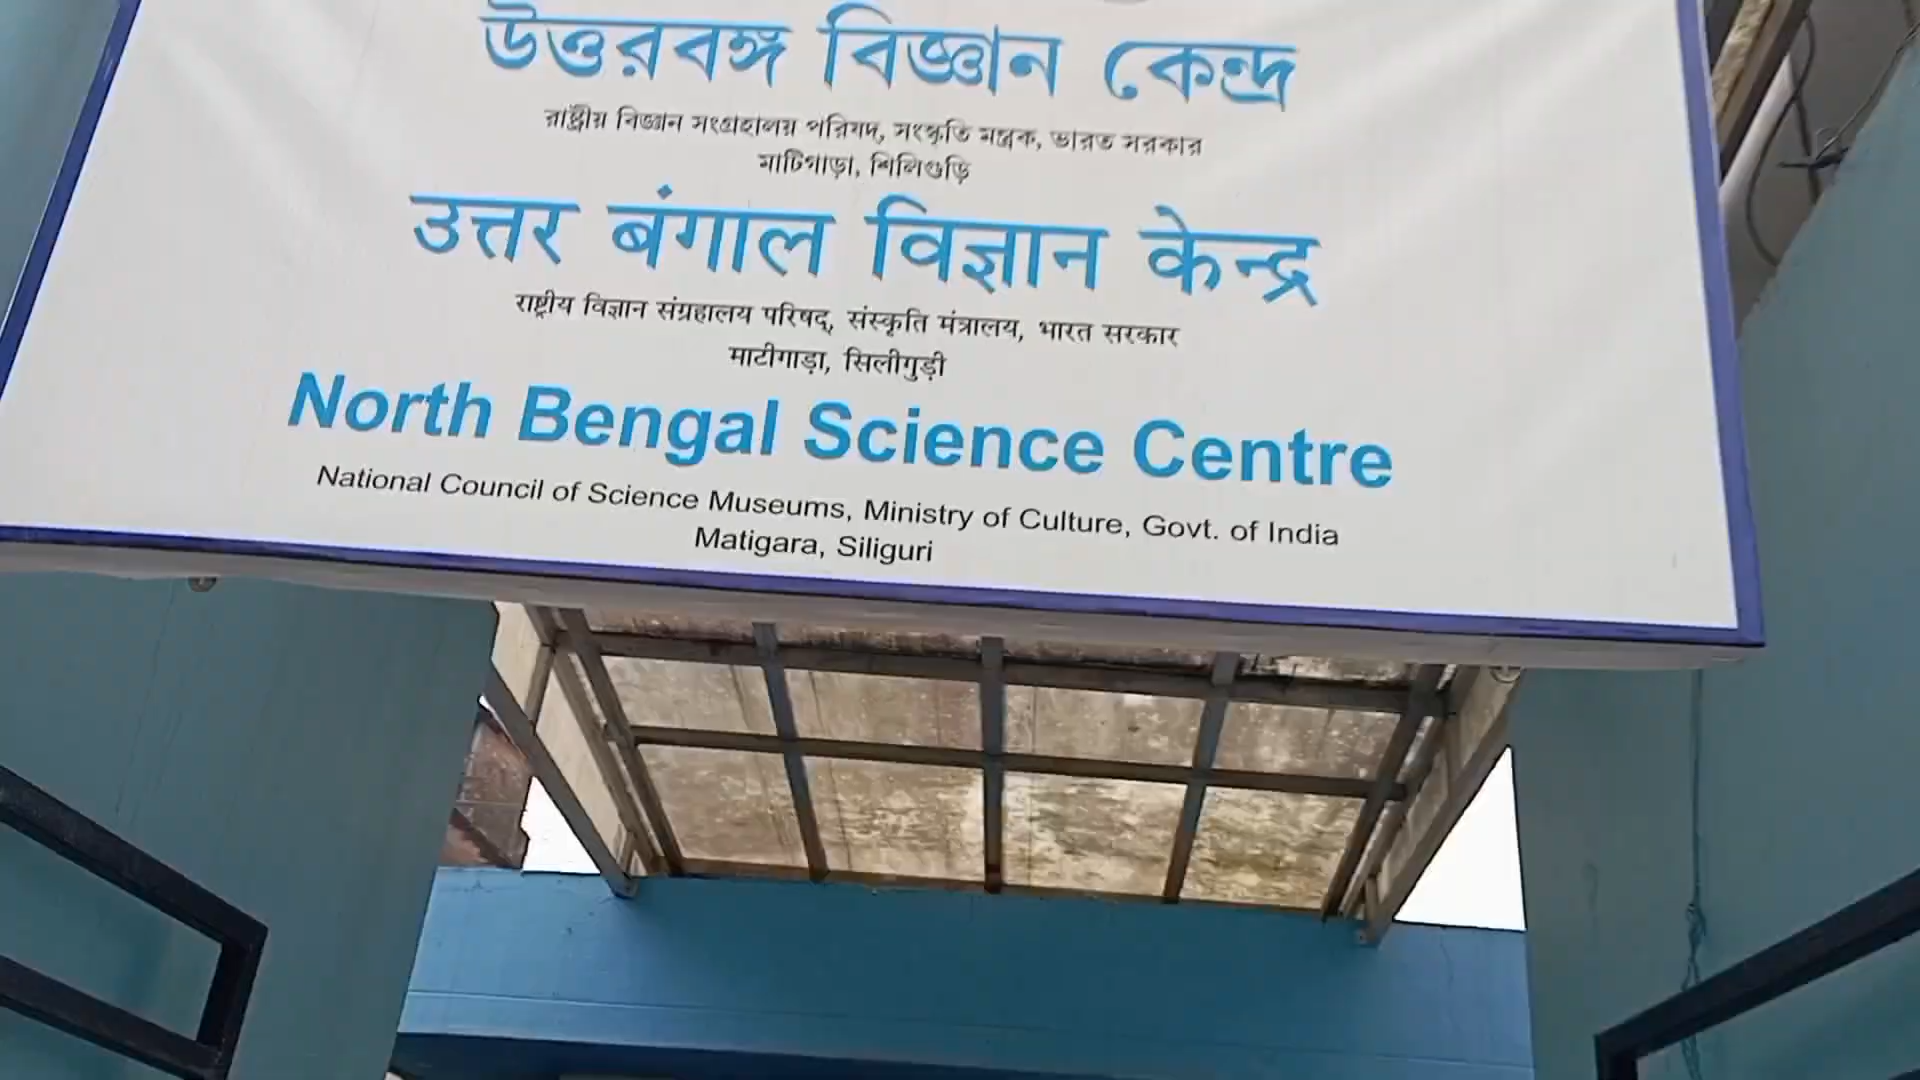 উত্তরবঙ্গ বিজ্ঞান কেন্দ্র
রাষ্ট্রীয় বিজ্ঞান সংগ্রহালয় পরিষদ, সংস্কৃতি মন্ত্রক, ভারত সরকার
মাটিগাড়া, শিলিগুড়ি
उत्तर बंगाल विज्ञान केन्द्र
राष्ट्रीय विज्ञान संग्रहालय परिषद्, संस्कृति मंत्रालय, भारत सरकार
माटीगाड़ा, सिलीगुड़ी
North Bengal Science Centre
National Council of Science Museums, Ministry of Culture, Govt. of India
Matigara, Siliguri